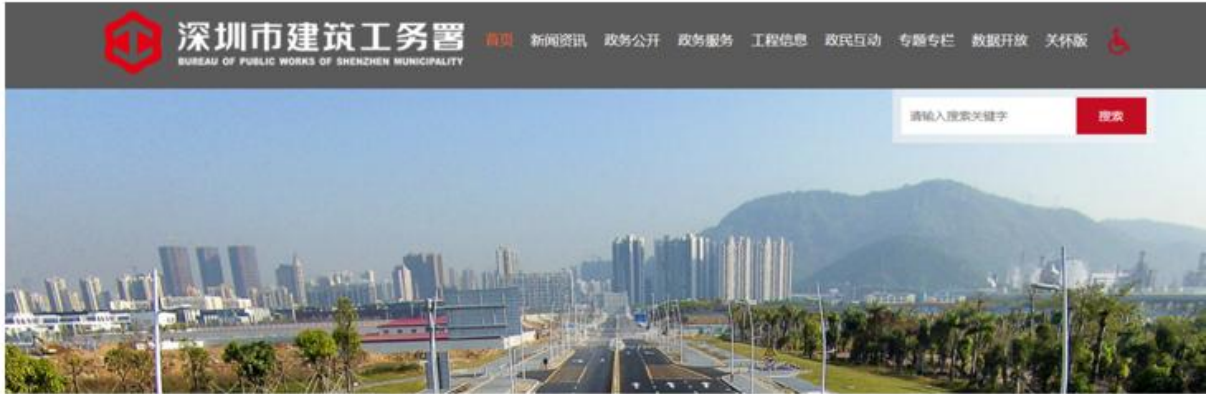 深圳市建筑工务署
BUREAU OF PUBLIC WORKS OF SHENZHEN MUNICIPALITY
首页 新闻资讯 政务公开 政务服务 工程信息 政民互动 专题专栏 数据开放 关怀版
请输入搜索关键字 搜索